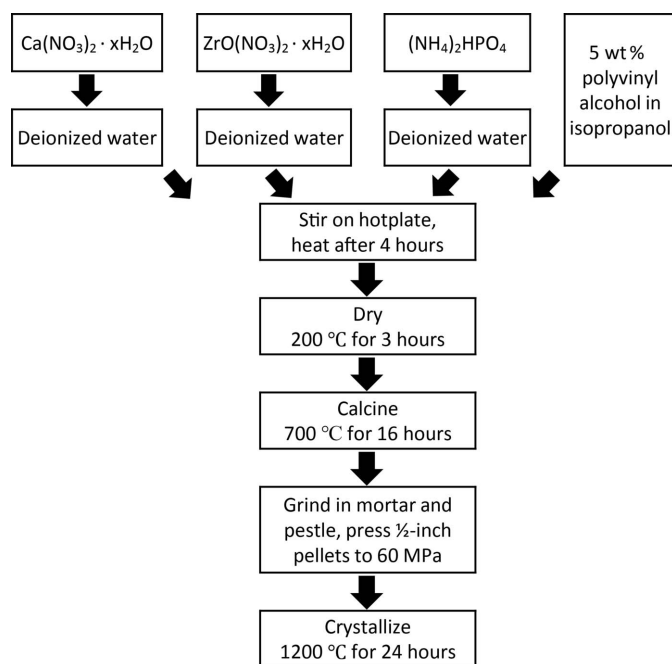 Ca(NO₃)₂ · xH₂O
ZrO(NO₃)₂ · xH₂O
(NH₄)₂HPO₄
5 wt %
polyvinyl
alcohol in
isopropanol
Deionized water
Deionized water
Deionized water
Stir on hotplate,
heat after 4 hours
Dry
200 °C for 3 hours
Calcine
700 °C for 16 hours
Grind in mortar and
pestle, press ½-inch
pellets to 60 MPa
Crystallize
1200 °C for 24 hours